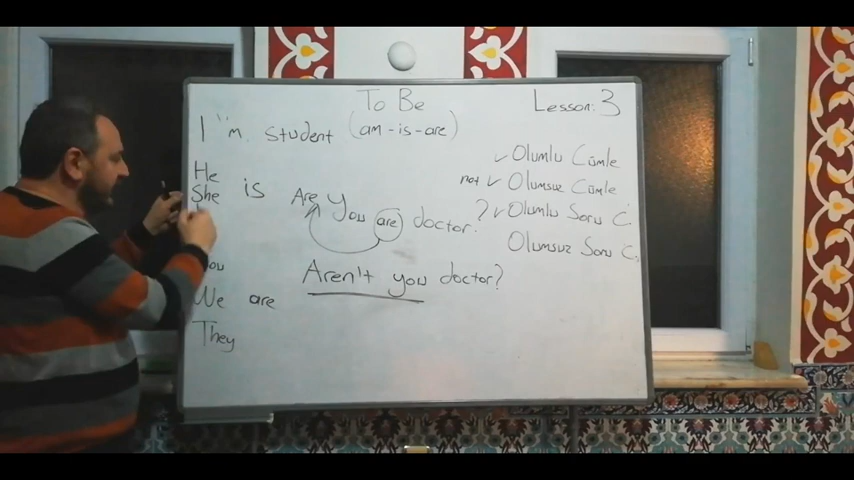 To Be
Lesson: 3
I'm student (am-is-are)
He
She is
Are You are doctor.
You
We are
They
Aren't you doctor?
✓ Olumlu Cümle
not ✓ Olumsuz Cümle
? ✓ Olumlu Soru C.
Olumsuz Soru C.